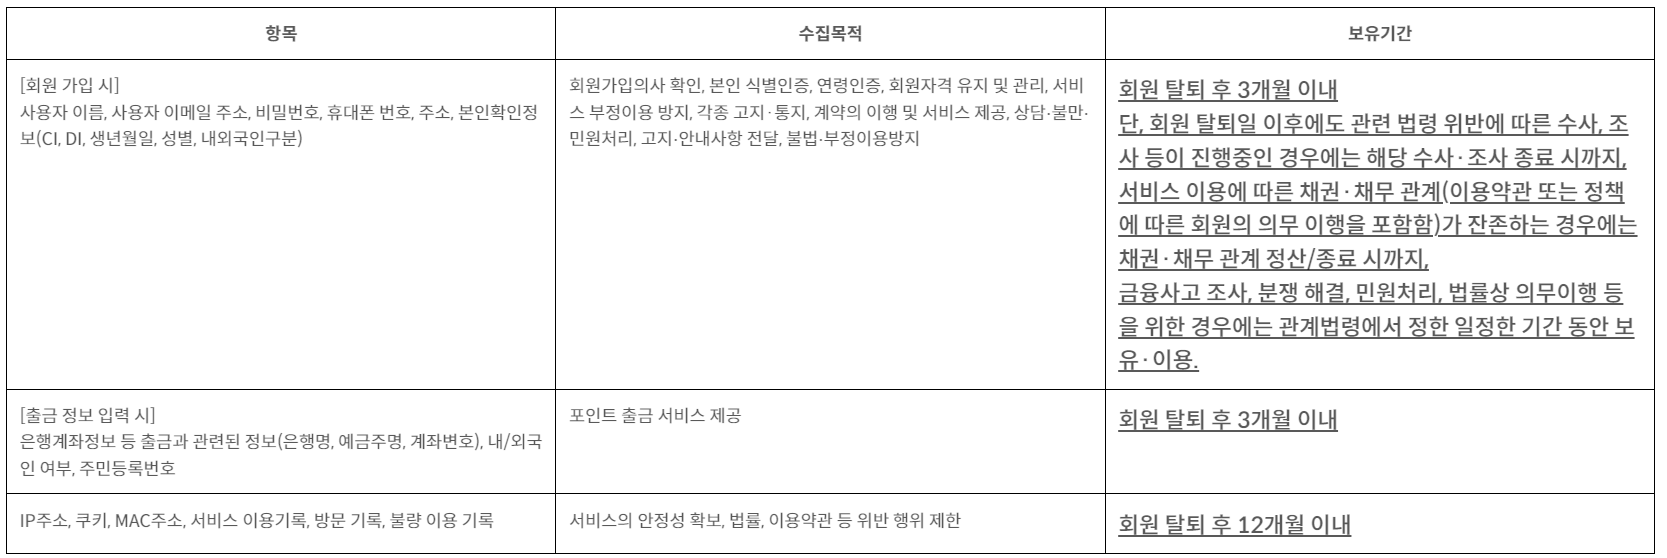 항목
수집목적
보유기간
[회원 가입 시]
사용자 이름, 사용자 이메일 주소, 비밀번호, 휴대폰 번호, 주소, 본인확인정
보(CI, DI, 생년월일, 성별, 내외국인구분)
회원가입의사 확인, 본인 식별인증, 연령인증, 회원자격 유지 및 관리, 서비
스 부정이용 방지, 각종 고지·통지, 계약의 이행 및 서비스 제공, 상담·불만·
민원처리, 고지·안내사항 전달, 불법·부정이용방지
회원 탈퇴 후 3개월 이내
단, 회원 탈퇴일 이후에도 관련 법령 위반에 따른 수사, 조
사 등이 진행중인 경우에는 해당 수사·조사 종료 시까지,
서비스 이용에 따른 채권·채무 관계(이용약관 또는 정책
에 따른 회원의 의무 이행을 포함함)가 잔존하는 경우에는
채권·채무 관계 정산/종료 시까지,
금융사고 조사, 분쟁 해결, 민원처리, 법률상 의무이행 등
을 위한 경우에는 관계법령에서 정한 일정한 기간 동안 보
유·이용.
[출금 정보 입력 시]
은행계좌정보 등 출금과 관련된 정보(은행명, 예금주명, 계좌변호), 내/외국
인 여부, 주민등록번호
포인트 출금 서비스 제공
회원 탈퇴 후 3개월 이내
IP주소, 쿠키, MAC주소, 서비스 이용기록, 방문 기록, 불량 이용 기록
서비스의 안정성 확보, 법률, 이용약관 등 위반 행위 제한
회원 탈퇴 후 12개월 이내